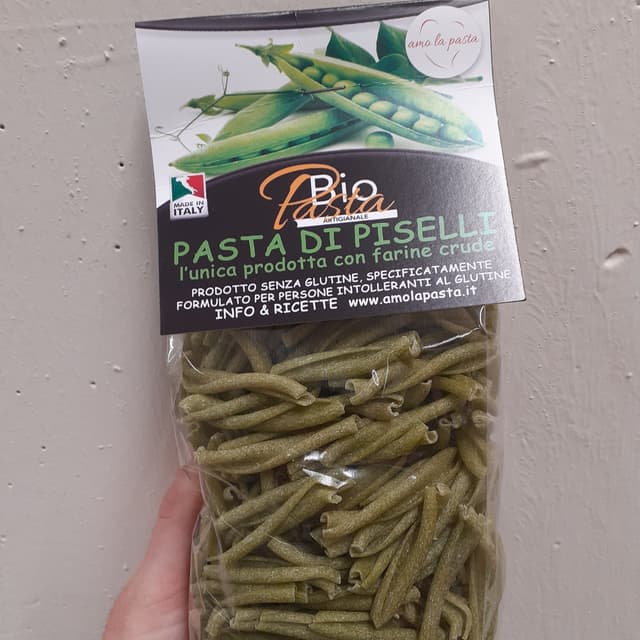 amo la pasta
MADE IN
ITALY
Bio
Pasta
ARTIGIANALE
PASTA DI PISELLI
l'unica prodotta con farine crude
PRODOTTO SENZA GLUTINE, SPECIFICATAMENTE
FORMULATO PER PERSONE INTOLLERANTI AL GLUTINE
INFO & RICETTE www.amolapasta.it